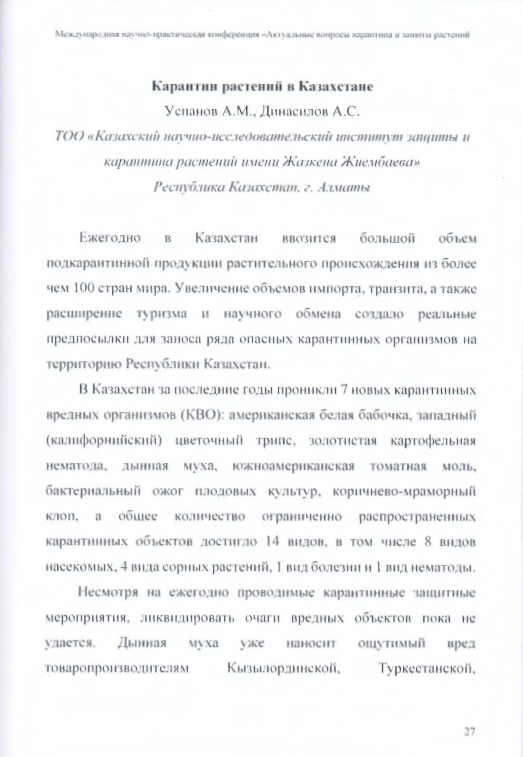 Международная научно-практическая конференция «Актуальные вопросы карантина и защиты растений
Карантин растений в Казахстане
Успанов А.М., Динасилов А.С.
ТОО «Казахский научно-исследовательский институт защиты и
карантина растений имени Жазкена Жиембаева»
Республика Казахстан, г. Алматы
Ежегодно в Казахстан ввозится большой объем
подкарантинной продукции растительного происхождения из более
чем 100 стран мира. Увеличение объемов импорта, транзита, а также
расширение туризма и научного обмена создало реальные
предпосылки для заноса ряда опасных карантинных организмов на
территорию Республики Казахстан.
В Казахстан за последние годы проникли 7 новых карантинных
вредных организмов (КВО): американская белая бабочка, западный
(калифорнийский) цветочный трипс, золотистая картофельная
нематода, дынная муха, южноамериканская томатная моль,
бактериальный ожог плодовых культур, коричнево-мраморный
клоп, а общее количество ограниченно распространенных
карантинных объектов достигло 14 видов, в том числе 8 видов
насекомых, 4 вида сорных растений, 1 вид болезни и 1 вид нематоды.
Несмотря на ежегодно проводимые карантинные защитные
мероприятия, ликвидировать очаги вредных объектов пока не
удается. Дынная муха уже наносит ощутимый вред
товаропроизводителям Кызылординской, Туркестанской,
27